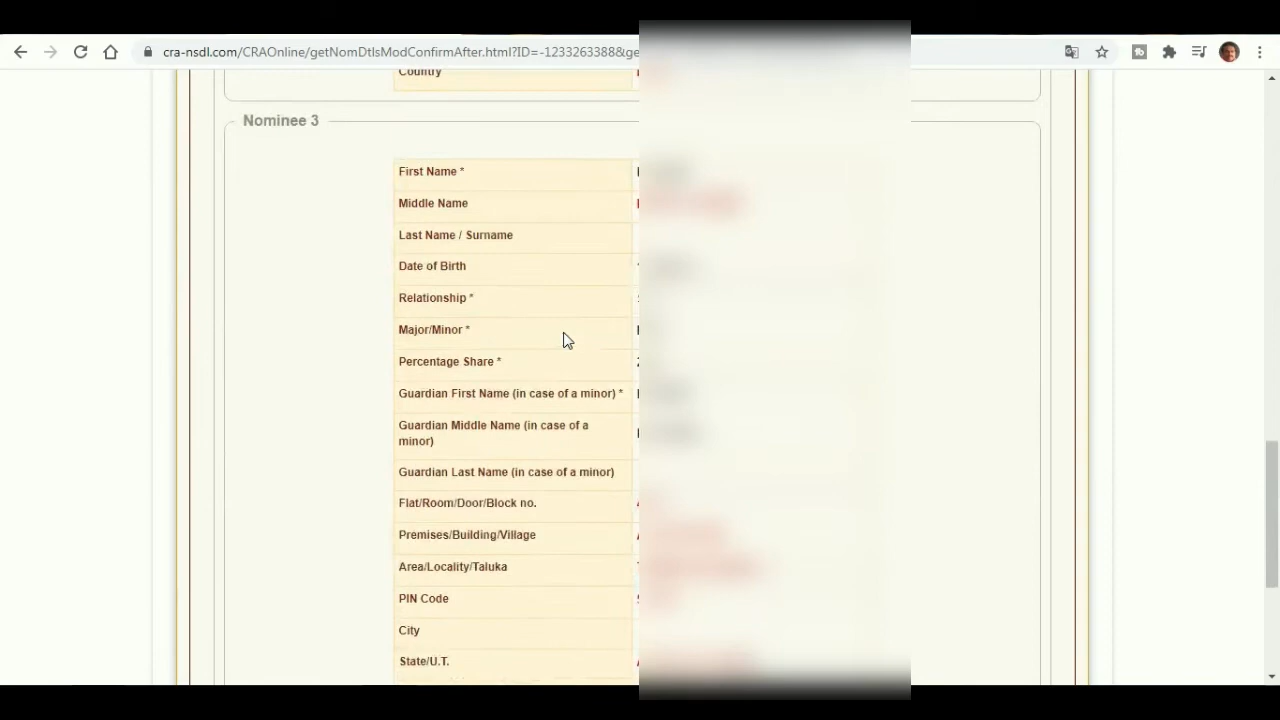 cra-nsdl.com/CRAOnline/getNomDtlsModConfirmAfter.html?ID=-1233263388&ge
Country
Nominee 3
First Name *
Middle Name
Last Name / Surname
Date of Birth
Relationship *
Major/Minor *
Percentage Share *
Guardian First Name (in case of a minor) *
Guardian Middle Name (in case of a
minor)
Guardian Last Name (in case of a minor)
Flat/Room/Door/Block no.
Premises/Building/Village
Area/Locality/Taluka
PIN Code
City
State/U.T.